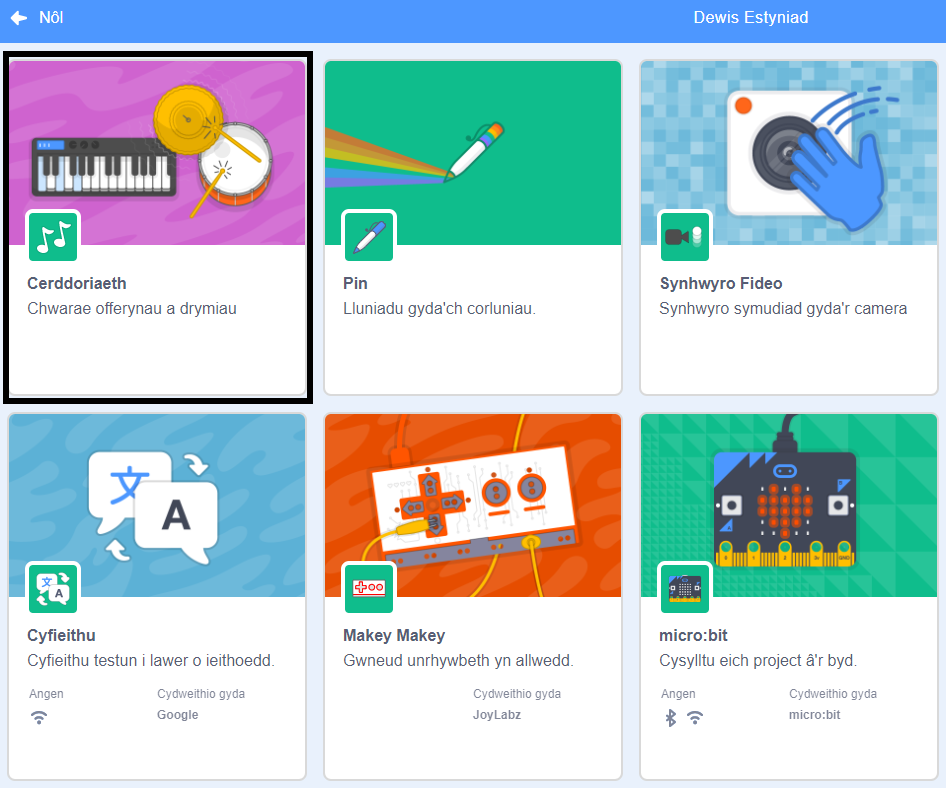 Nôl
Dewis Estyniad
Cerddoriaeth
Chwarae offerynau a drymiau
Pin
Lluniadu gyda'ch corluniau.
Synhwyro Fideo
Synhwyro symudiad gyda'r camera
文
A
文
A
Cyfieithu
Cyfieithu testun i lawer o ieithoedd.
Angen
Cydweithio gyda
Google
Makey Makey
Gwneud unrhywbeth yn allwedd.
Cydweithio gyda
JoyLabz
micro:bit
Cysylltu eich project â'r byd.
Angen
Cydweithio gyda
micro:bit